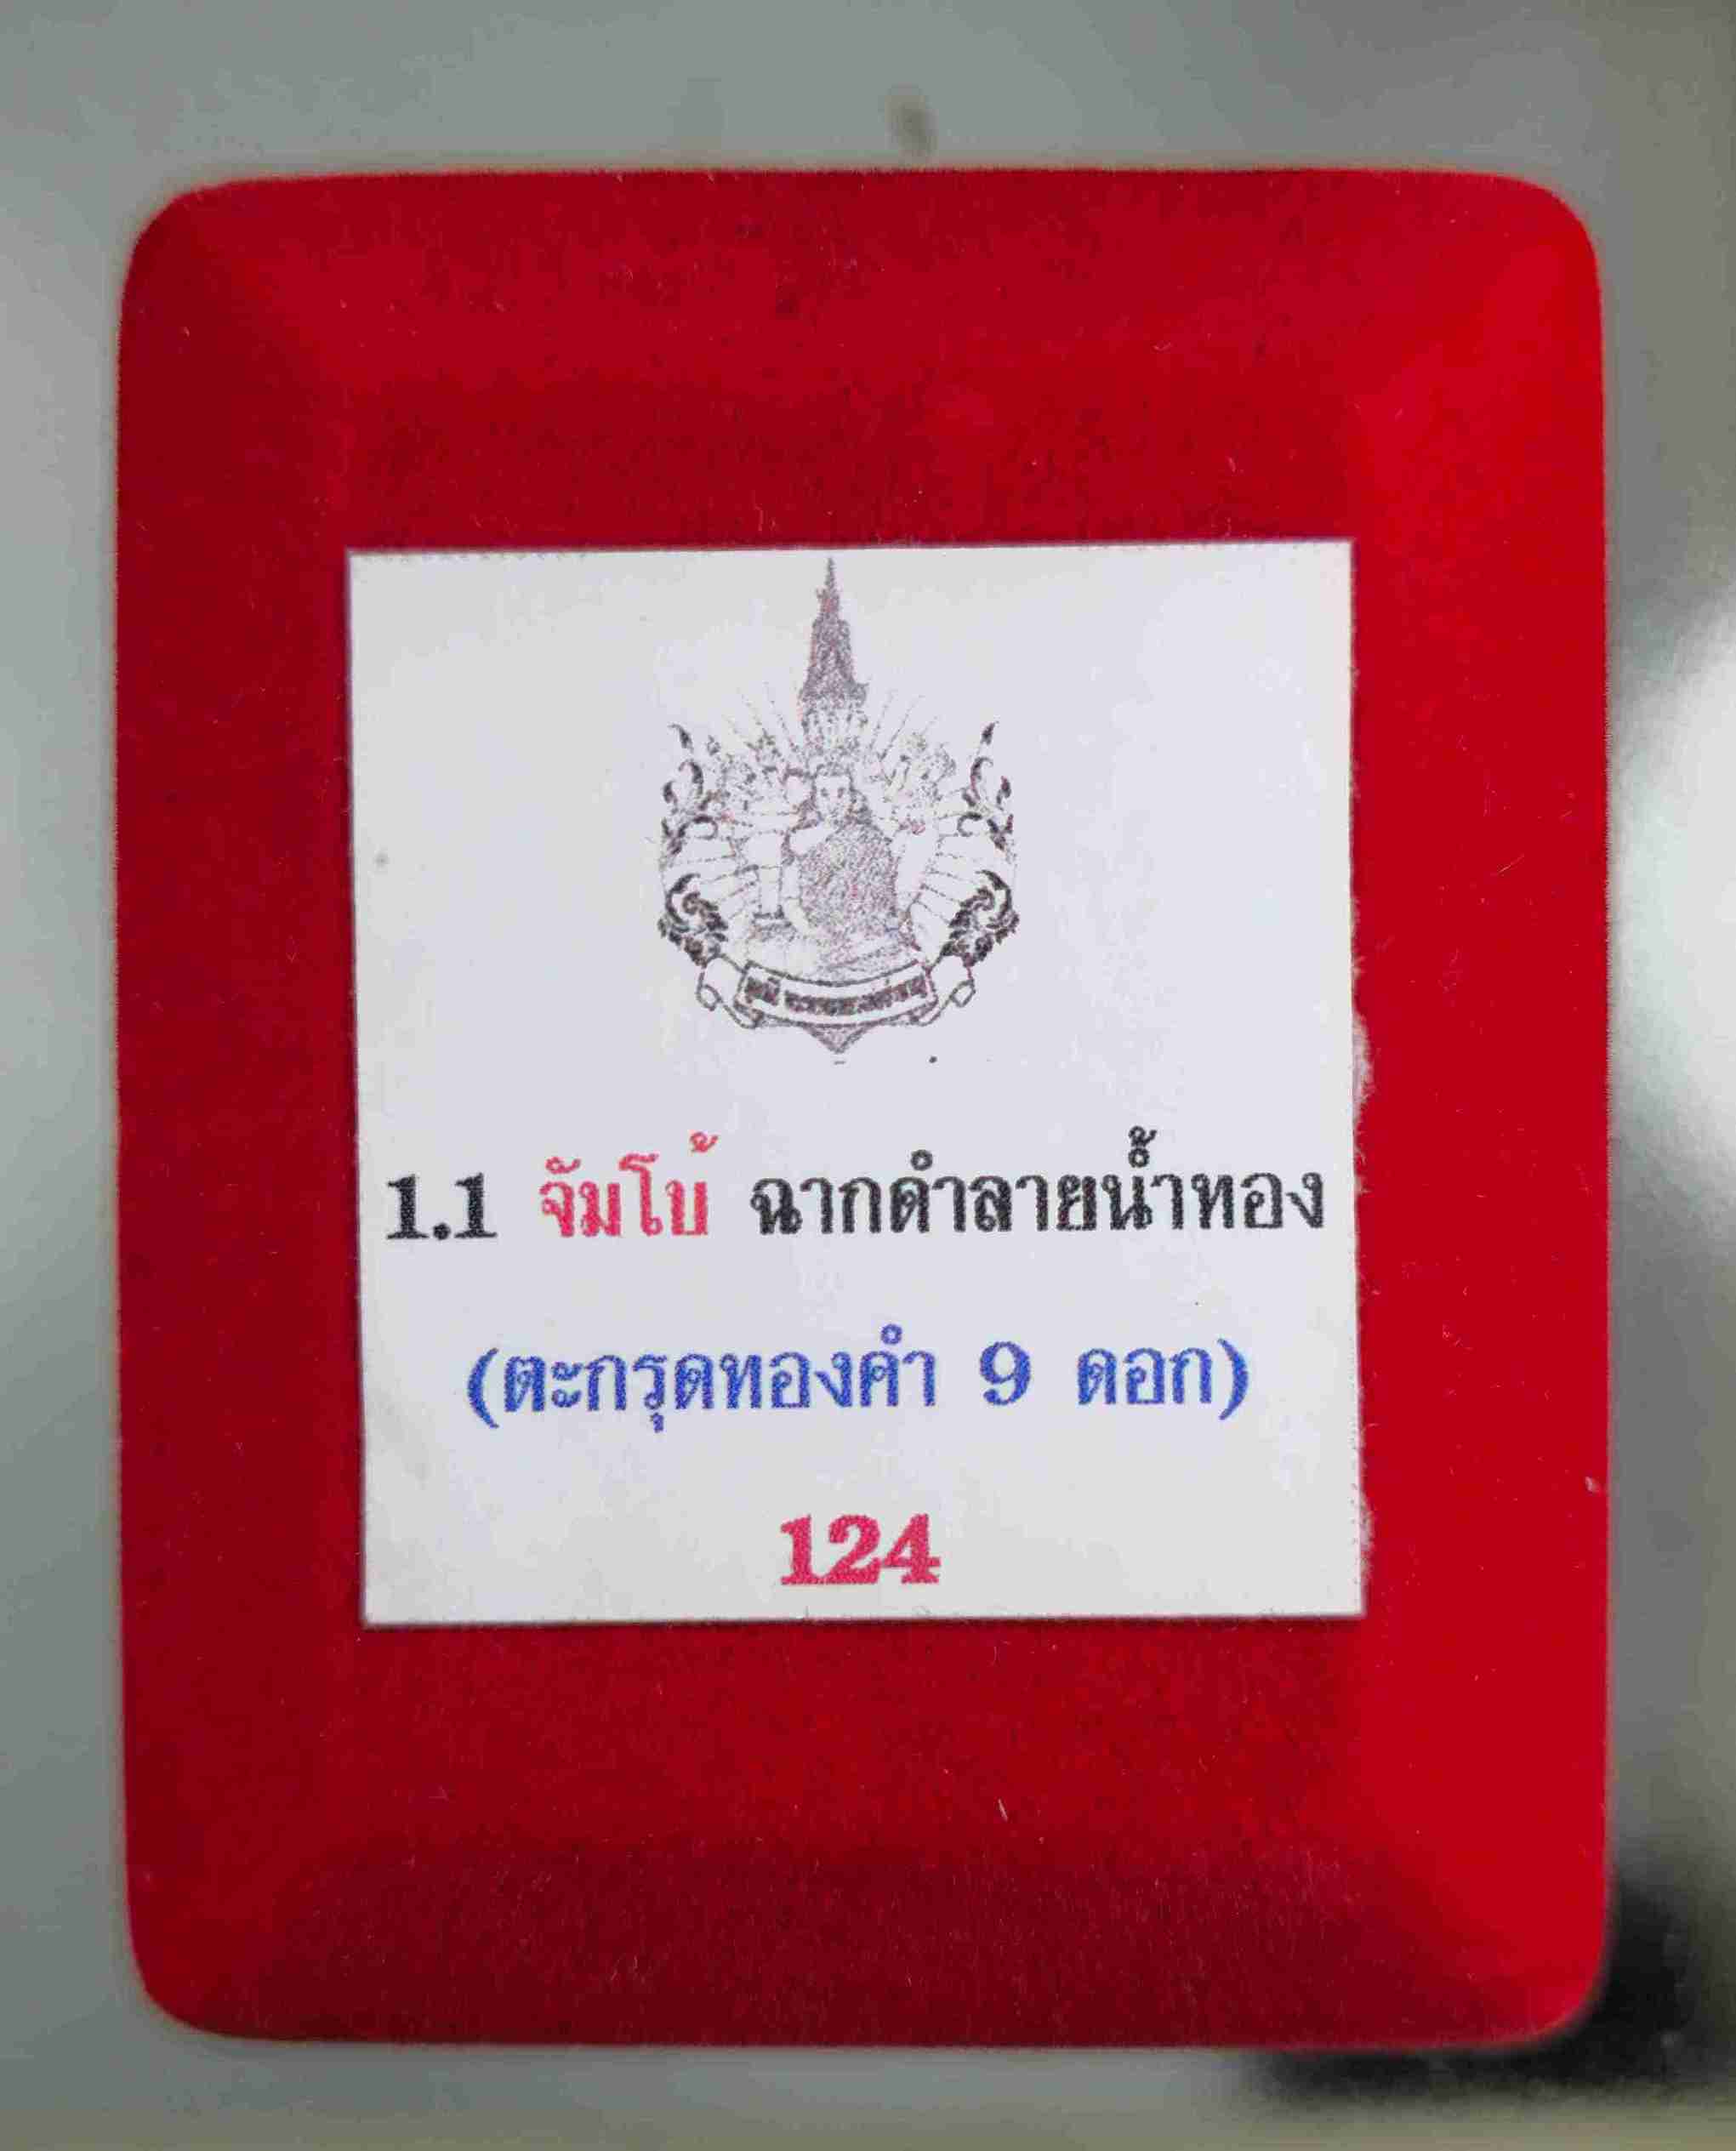 1.1 จัมโบ้ ฉากดำลายน้ำทอง
(ตะกรุดทองคำ 9 ดอก)
124